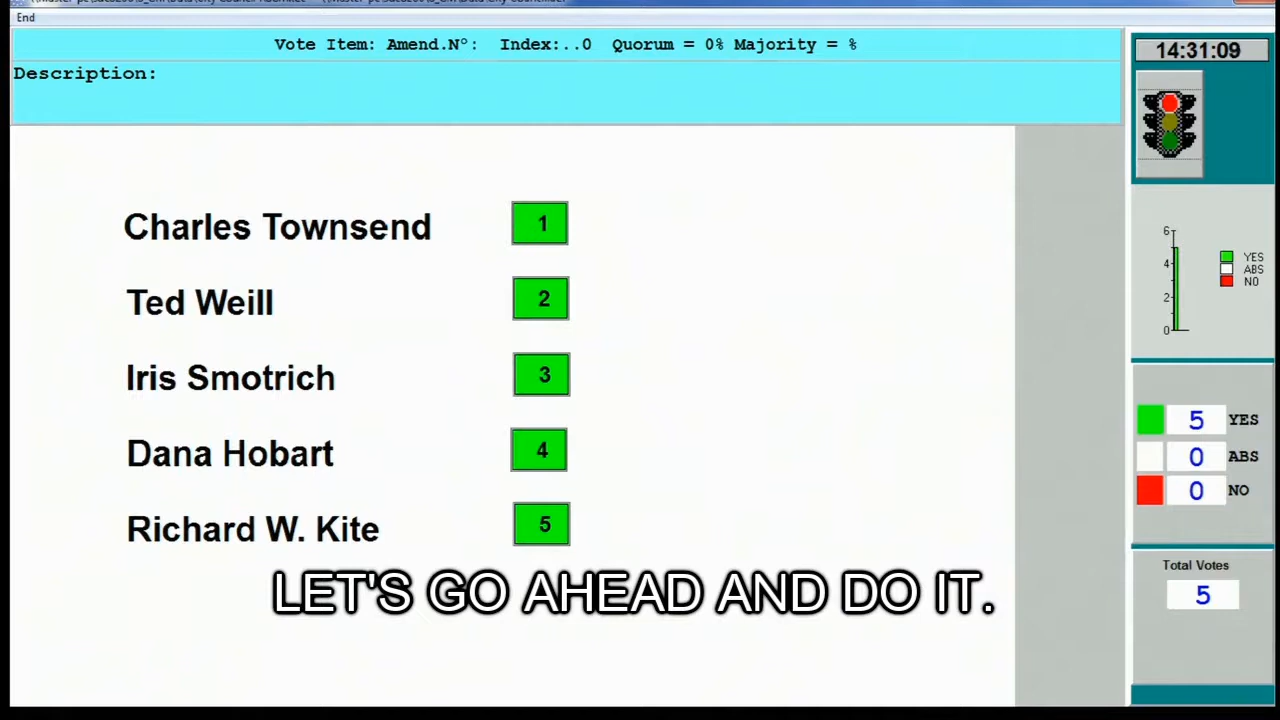 End
Vote Item: Amend.N°: Index:..0 Quorum = 0% Majority = %
Description:
14:31:09
Charles Townsend 1
Ted Weill 2
Iris Smotrich 3
Dana Hobart 4
Richard W. Kite 5
LET'S GO AHEAD AND DO IT.
6
4
2
0
YES
ABS
NO
5 YES
0 ABS
0 NO
Total Votes
5